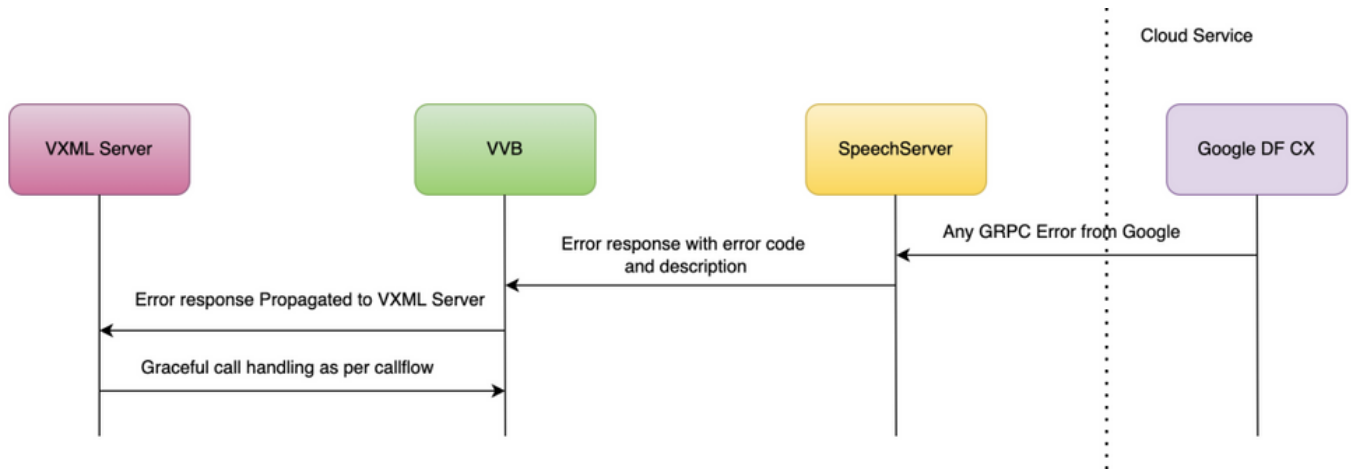 Cloud Service
VXML Server
VVB
SpeechServer
Google DF CX
Any GRPC Error from Google
Error response with error code
and description
Error response Propagated to VXML Server
Graceful call handling as per callflow